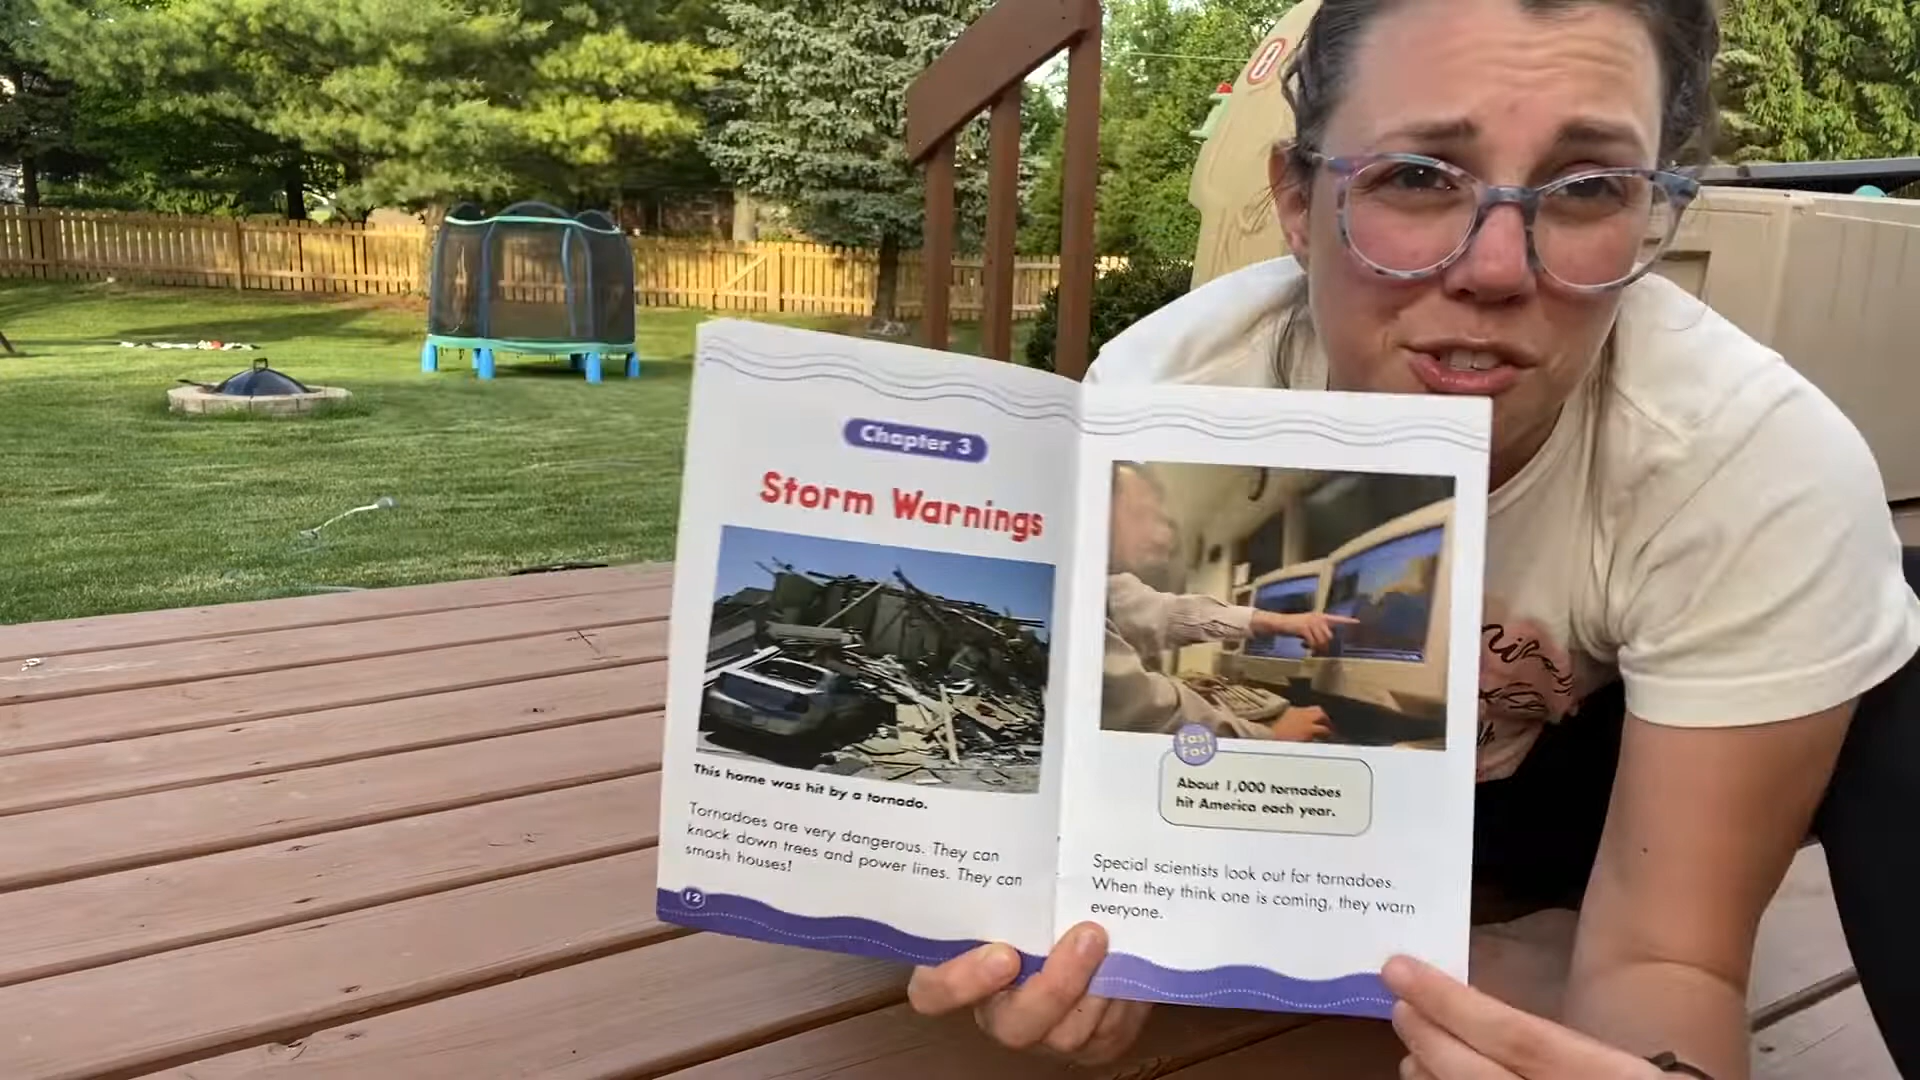 Chapter 3
Storm Warnings
This home was hit by a tornado.
Tornadoes are very dangerous. They can
knock down trees and power lines. They can
smash houses!
12
Fast
Fact
About 1,000 tornadoes
hit America each year.
Special scientists look out for tornadoes.
When they think one is coming, they warn
everyone.